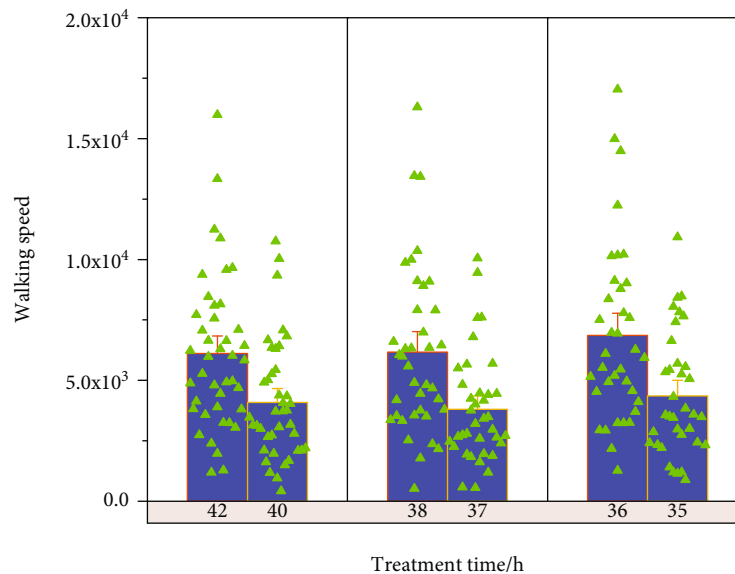 2.0x10⁴
1.5x10⁴
1.0x10⁴
5.0x10³
0.0
Walking speed
42 40 38 37 36 35
Treatment time/h